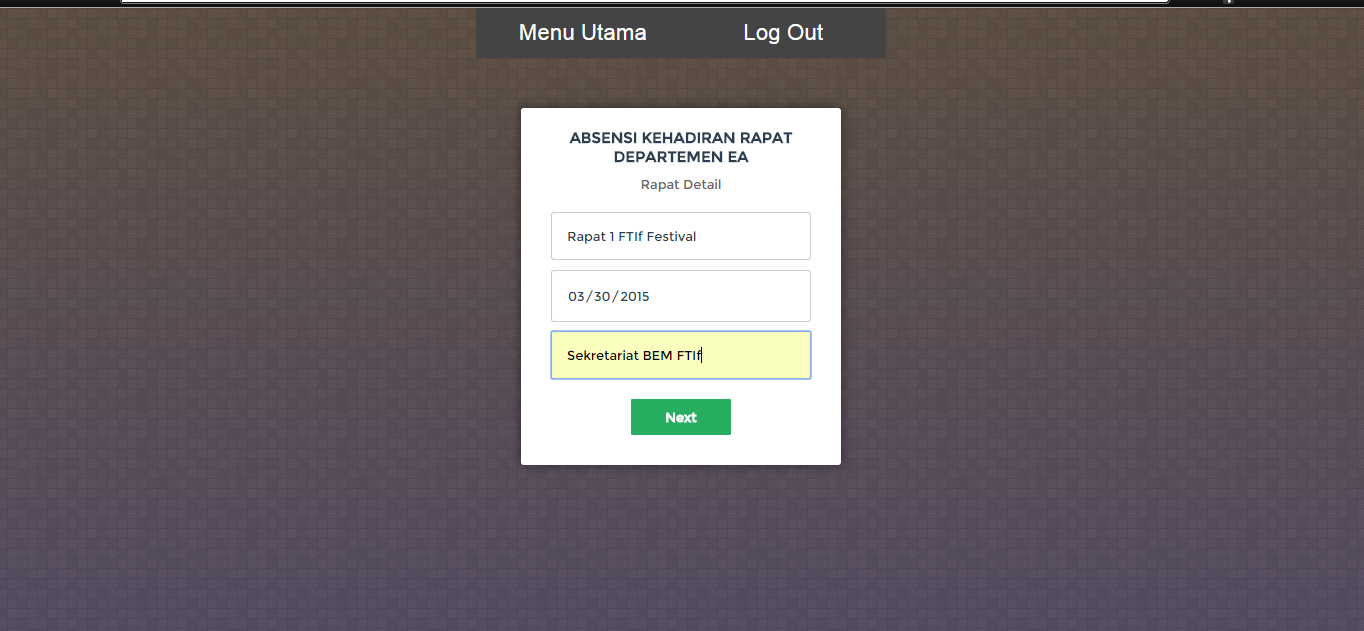 Menu Utama Log Out
ABSENSI KEHADIRAN RAPAT
DEPARTEMEN EA
Rapat Detail
Rapat 1 FTIf Festival
03/30/2015
Sekretariat BEM FTIf
Next